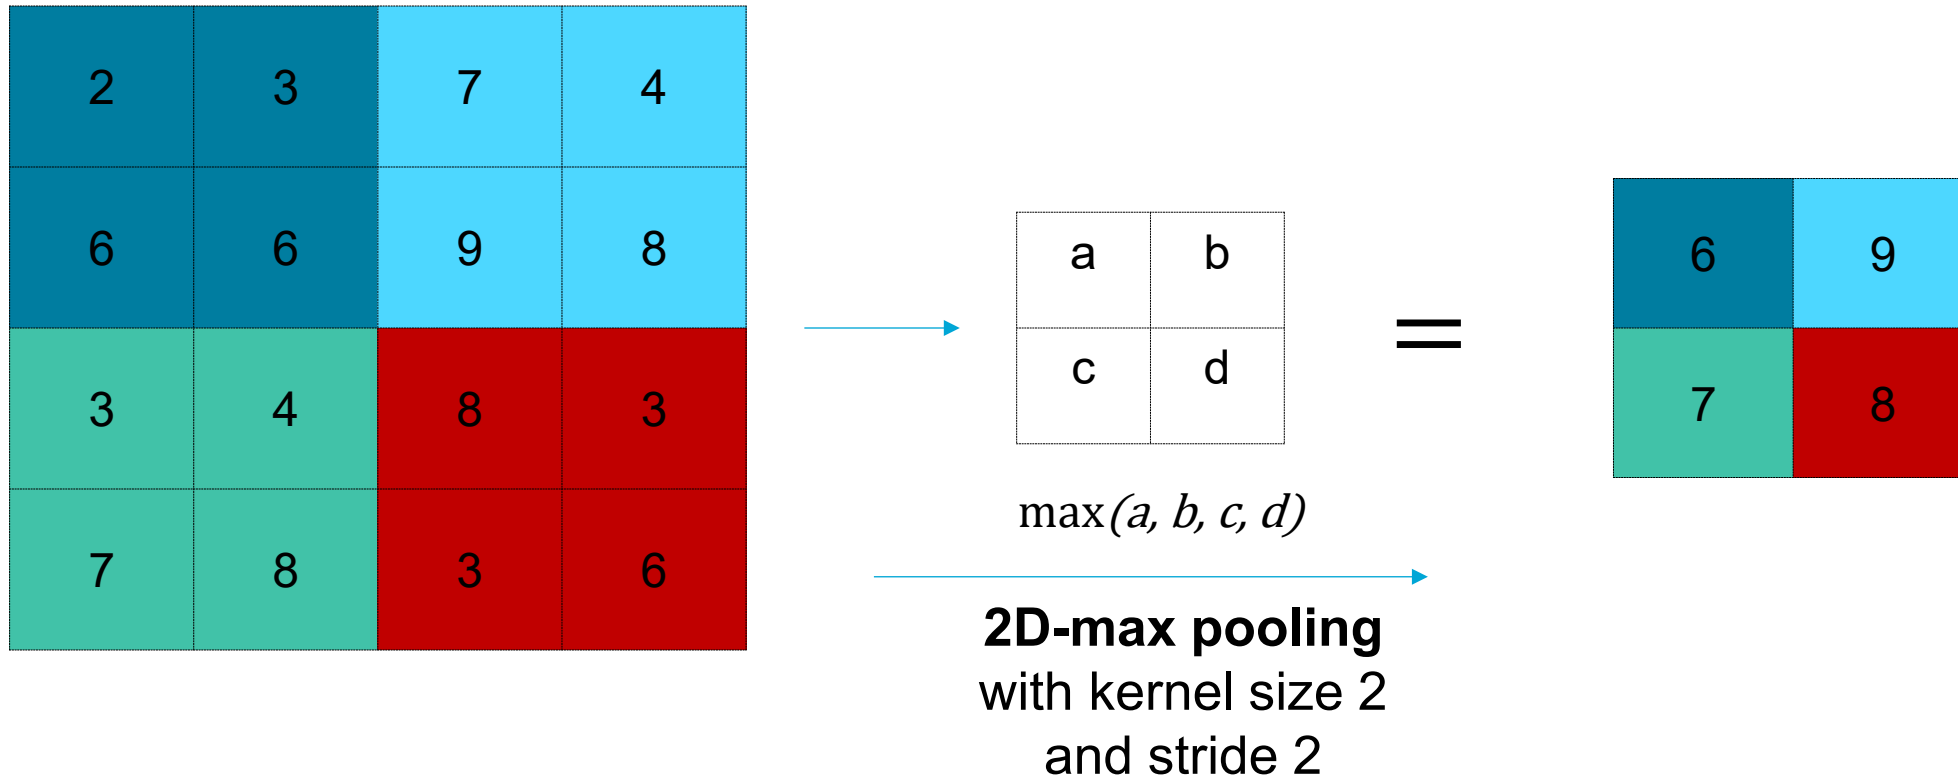 2 3 7 4
6 6 9 8
3 4 8 3
7 8 3 6
a b
c d
max(a, b, c, d)
2D-max pooling
with kernel size 2
and stride 2
=
6 9
7 8